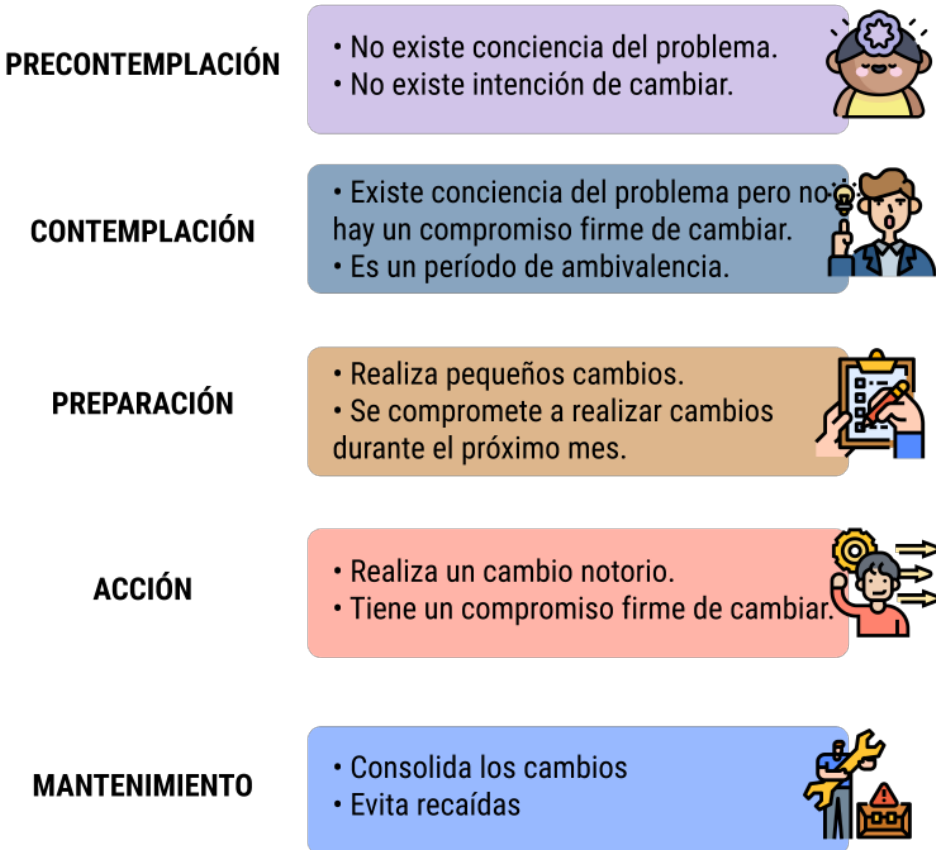 PRECONTEMPLACIÓN
• No existe conciencia del problema.
• No existe intención de cambiar.
CONTEMPLACIÓN
• Existe conciencia del problema pero no
hay un compromiso firme de cambiar.
• Es un período de ambivalencia.
PREPARACIÓN
• Realiza pequeños cambios.
• Se compromete a realizar cambios
durante el próximo mes.
ACCIÓN
• Realiza un cambio notorio.
• Tiene un compromiso firme de cambiar.
MANTENIMIENTO
• Consolida los cambios
• Evita recaídas